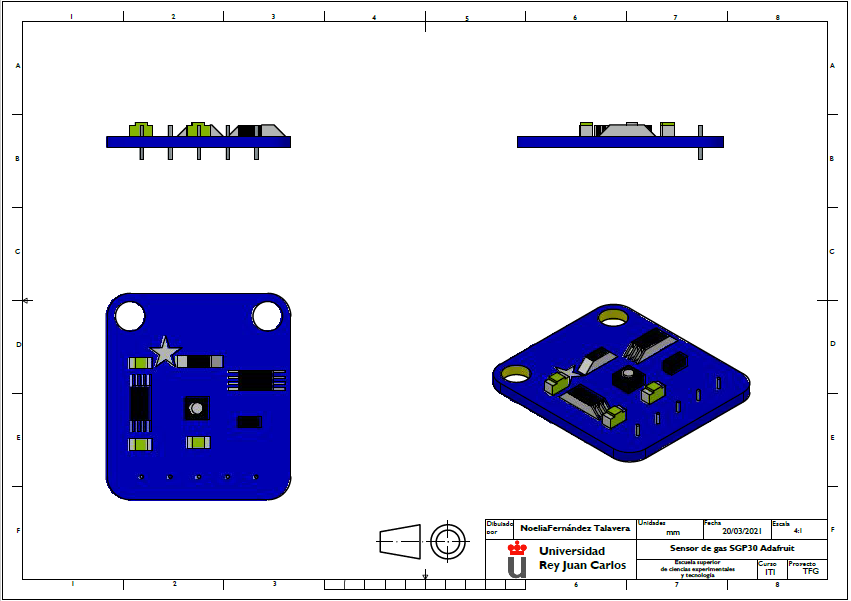 1 2 3 4 5 6 7 8
A A
B B
C C
D D
E E
F F
Dibujado por
NoeliaFernández Talavera
Unidades
mm
Fecha
20/03/2021
Escala
4:1
Universidad
Rey Juan Carlos
Sensor de gas SGP30 Adafruit
Escuela superior
de ciencias experimentales
y tecnología
Curso
ITI
Proyecto
TFG
1 2 3 6 7 8